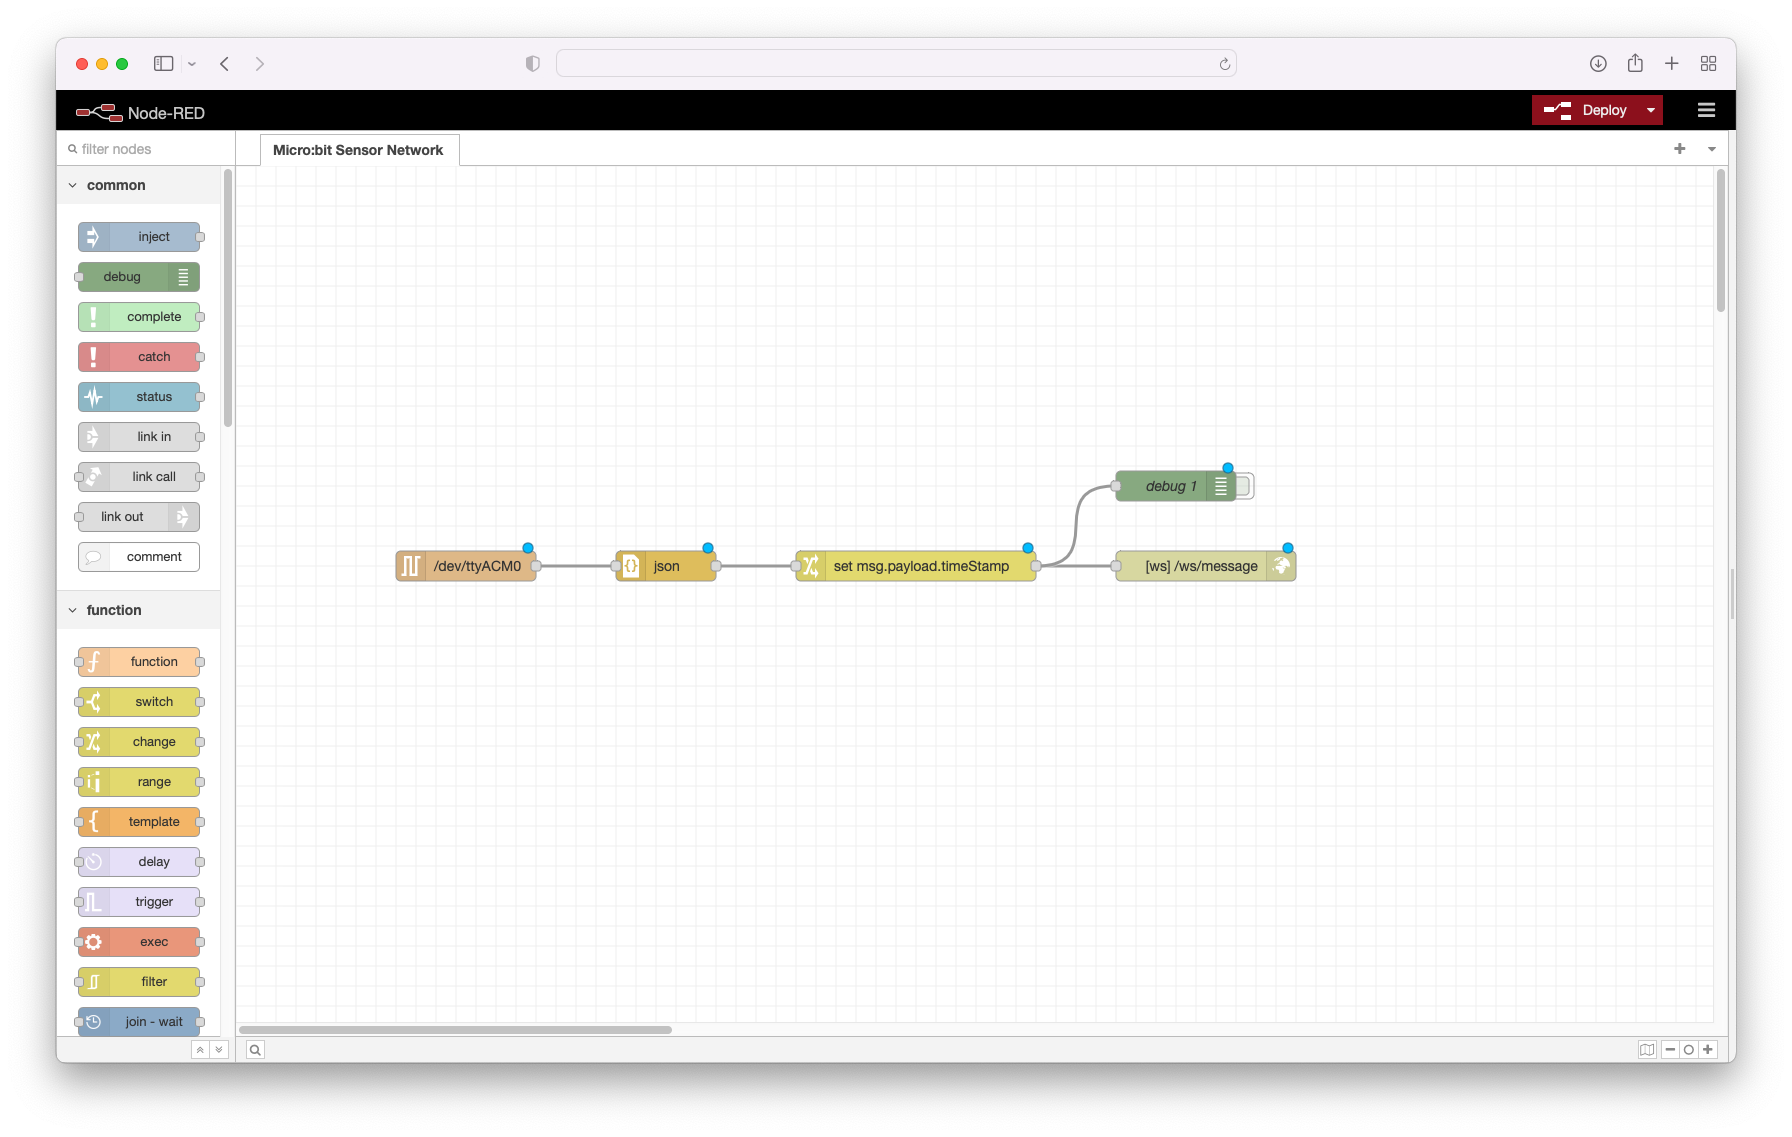 Node-RED
Deploy
filter nodes
Micro:bit Sensor Network
common
inject
debug
complete
catch
status
link in
link call
link out
comment
function
function
switch
change
range
template
delay
trigger
exec
filter
join - wait
debug 1
/dev/ttyACM0
json
set msg.payload.timeStamp
[ws] /ws/message